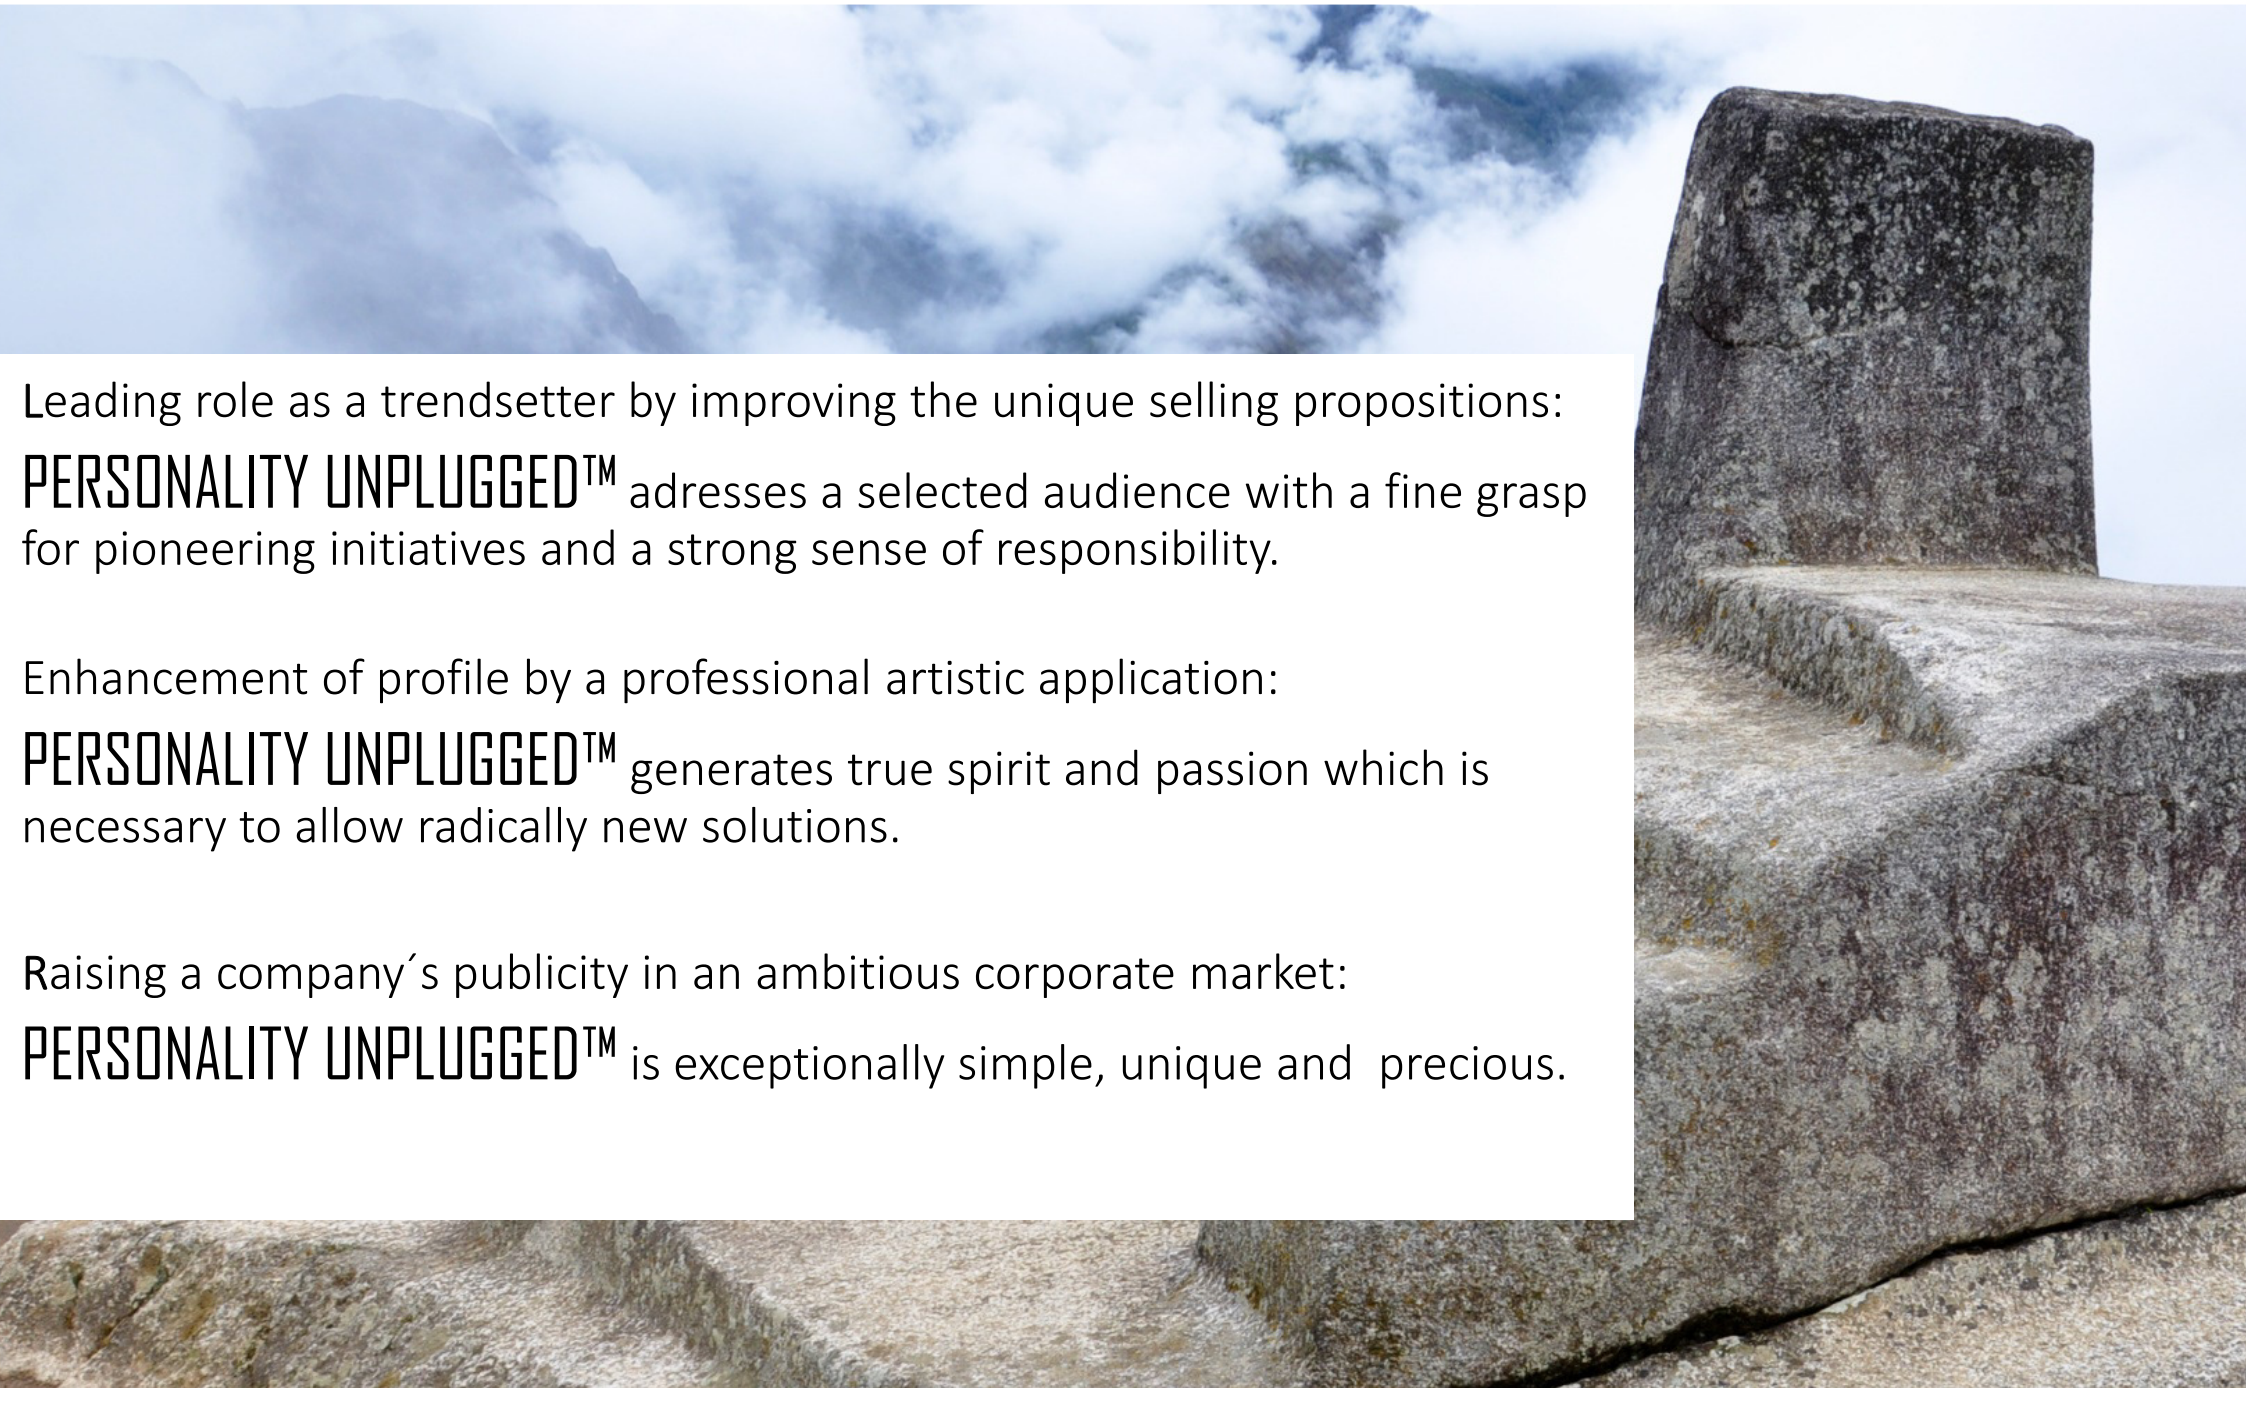 Leading role as a trendsetter by improving the unique selling propositions:
PERSONALITY UNPLUGGED™ adresses a selected audience with a fine grasp
for pioneering initiatives and a strong sense of responsibility.
Enhancement of profile by a professional artistic application:
PERSONALITY UNPLUGGED™ generates true spirit and passion which is
necessary to allow radically new solutions.
Raising a company´s publicity in an ambitious corporate market:
PERSONALITY UNPLUGGED™ is exceptionally simple, unique and  precious.